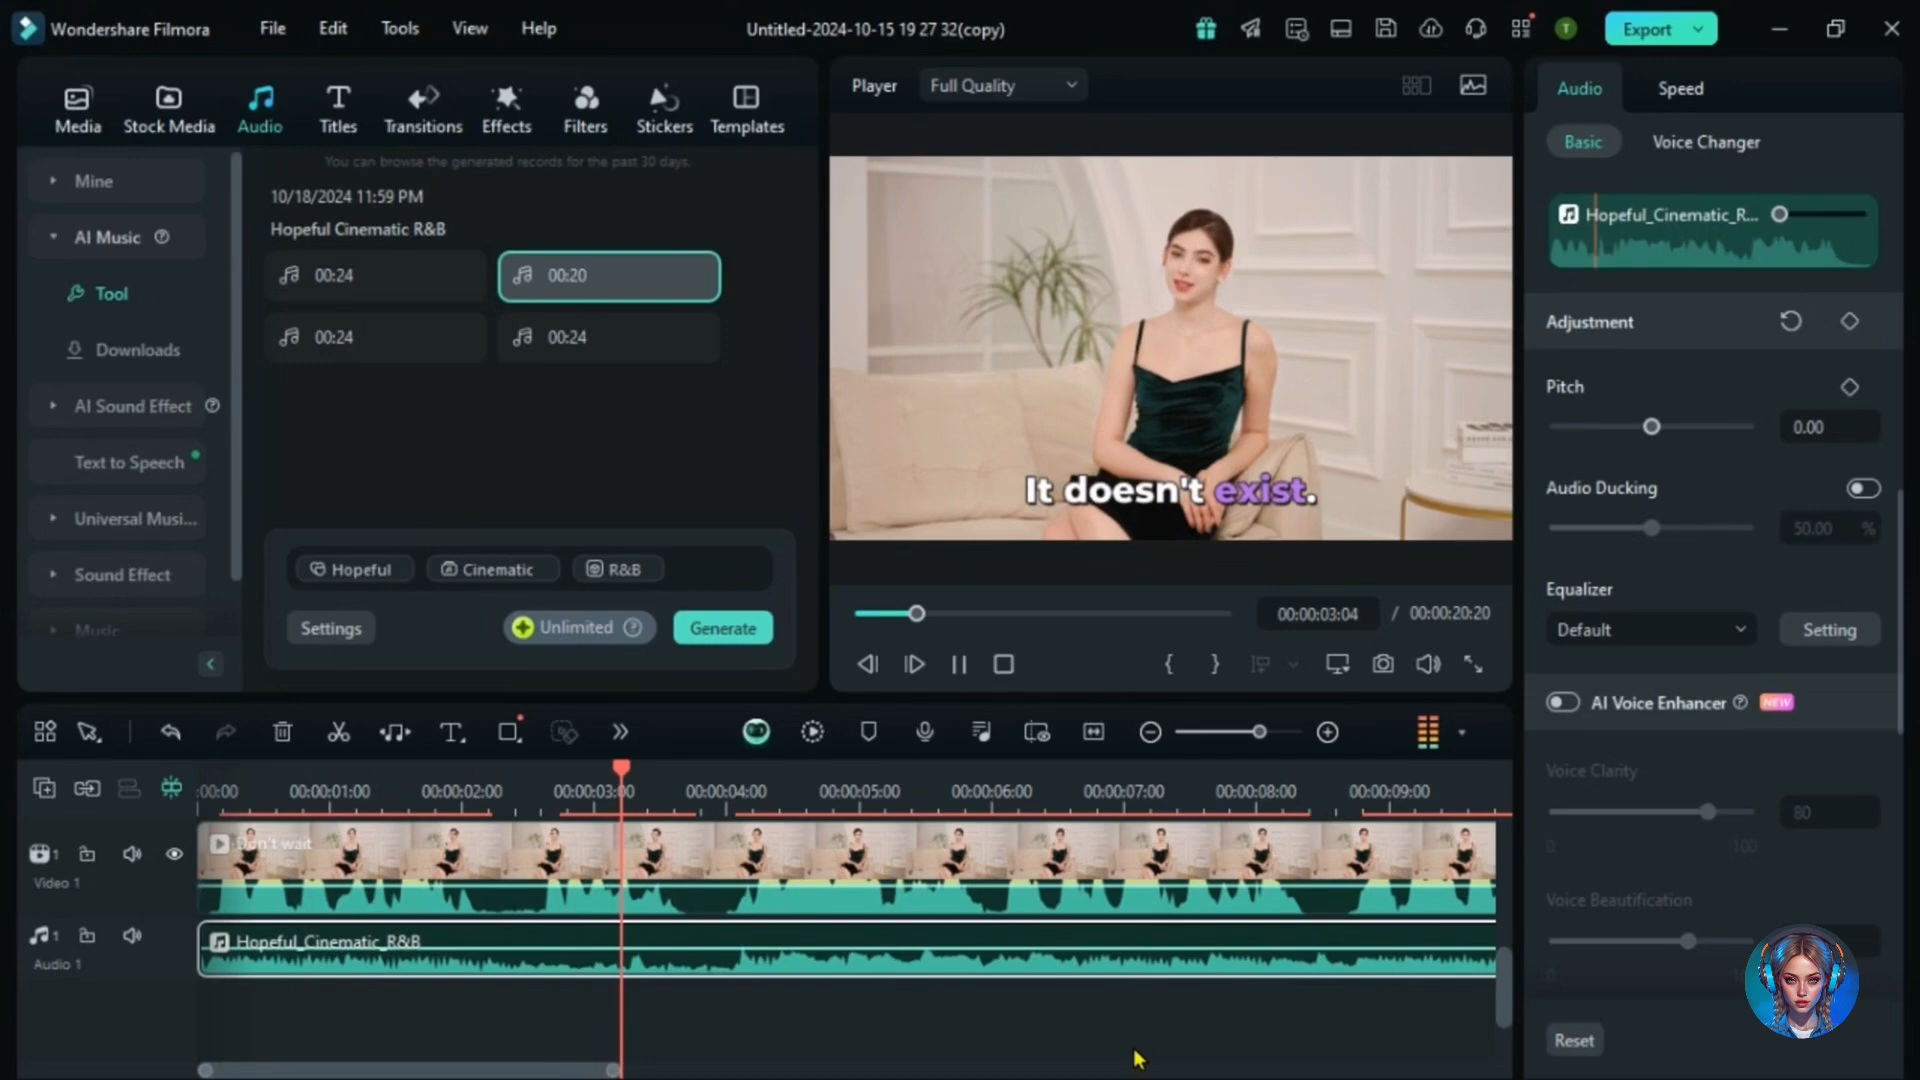 Wondershare Filmora File Edit Tools View Help Untitled-2024-10-15 19 27 32(copy) T Export
Media Stock Media Audio Titles Transitions Effects Filters Stickers Templates
Mine
AI Music
Tool
Downloads
AI Sound Effect
Text to Speech
Universal Musi...
Sound Effect
Music
You can browse the generated records for the past 30 days.
10/18/2024 11:59 PM
Hopeful Cinematic R&B
00:24 00:20
00:24 00:24
Hopeful Cinematic R&B
Settings Unlimited Generate
Player Full Quality
It doesn't exist.
00:00:03:04 / 00:00:20:20
Audio Speed
Basic Voice Changer
Hopeful_Cinematic_R...
Adjustment
Pitch
0.00
Audio Ducking
50.00 %
Equalizer
Default Setting
AI Voice Enhancer NEW
Voice Clarity
80
0 100
Voice Beautification
0
Reset
:00:00 00:00:01:00 00:00:02:00 00:00:03:00 00:00:04:00 00:00:05:00 00:00:06:00 00:00:07:00 00:00:08:00 00:00:09:00
1 Don't wait
Video 1
1 Hopeful_Cinematic_R&B
Audio 1